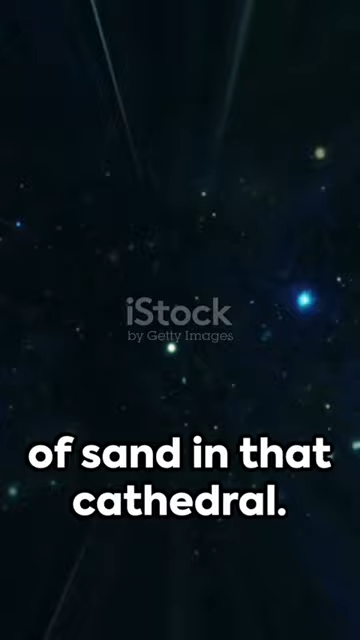 iStock
by Getty Images
of sand in that
cathedral.